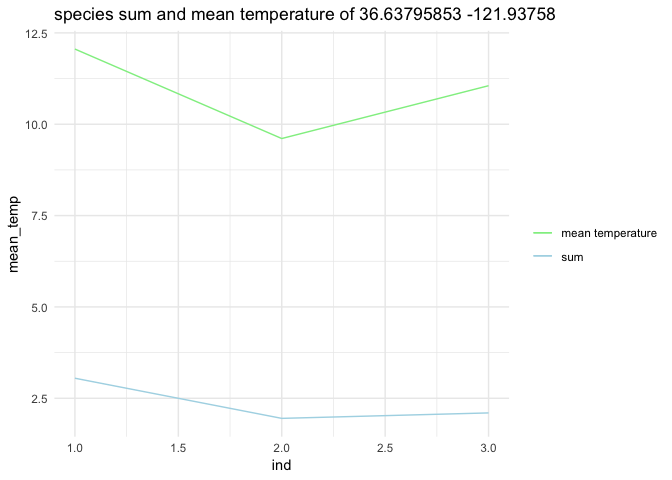 species sum and mean temperature of 36.63795853 -121.93758
12.5
10.0
7.5
5.0
2.5
mean_temp
1.0
1.5
2.0
2.5
3.0
ind
mean temperature
sum